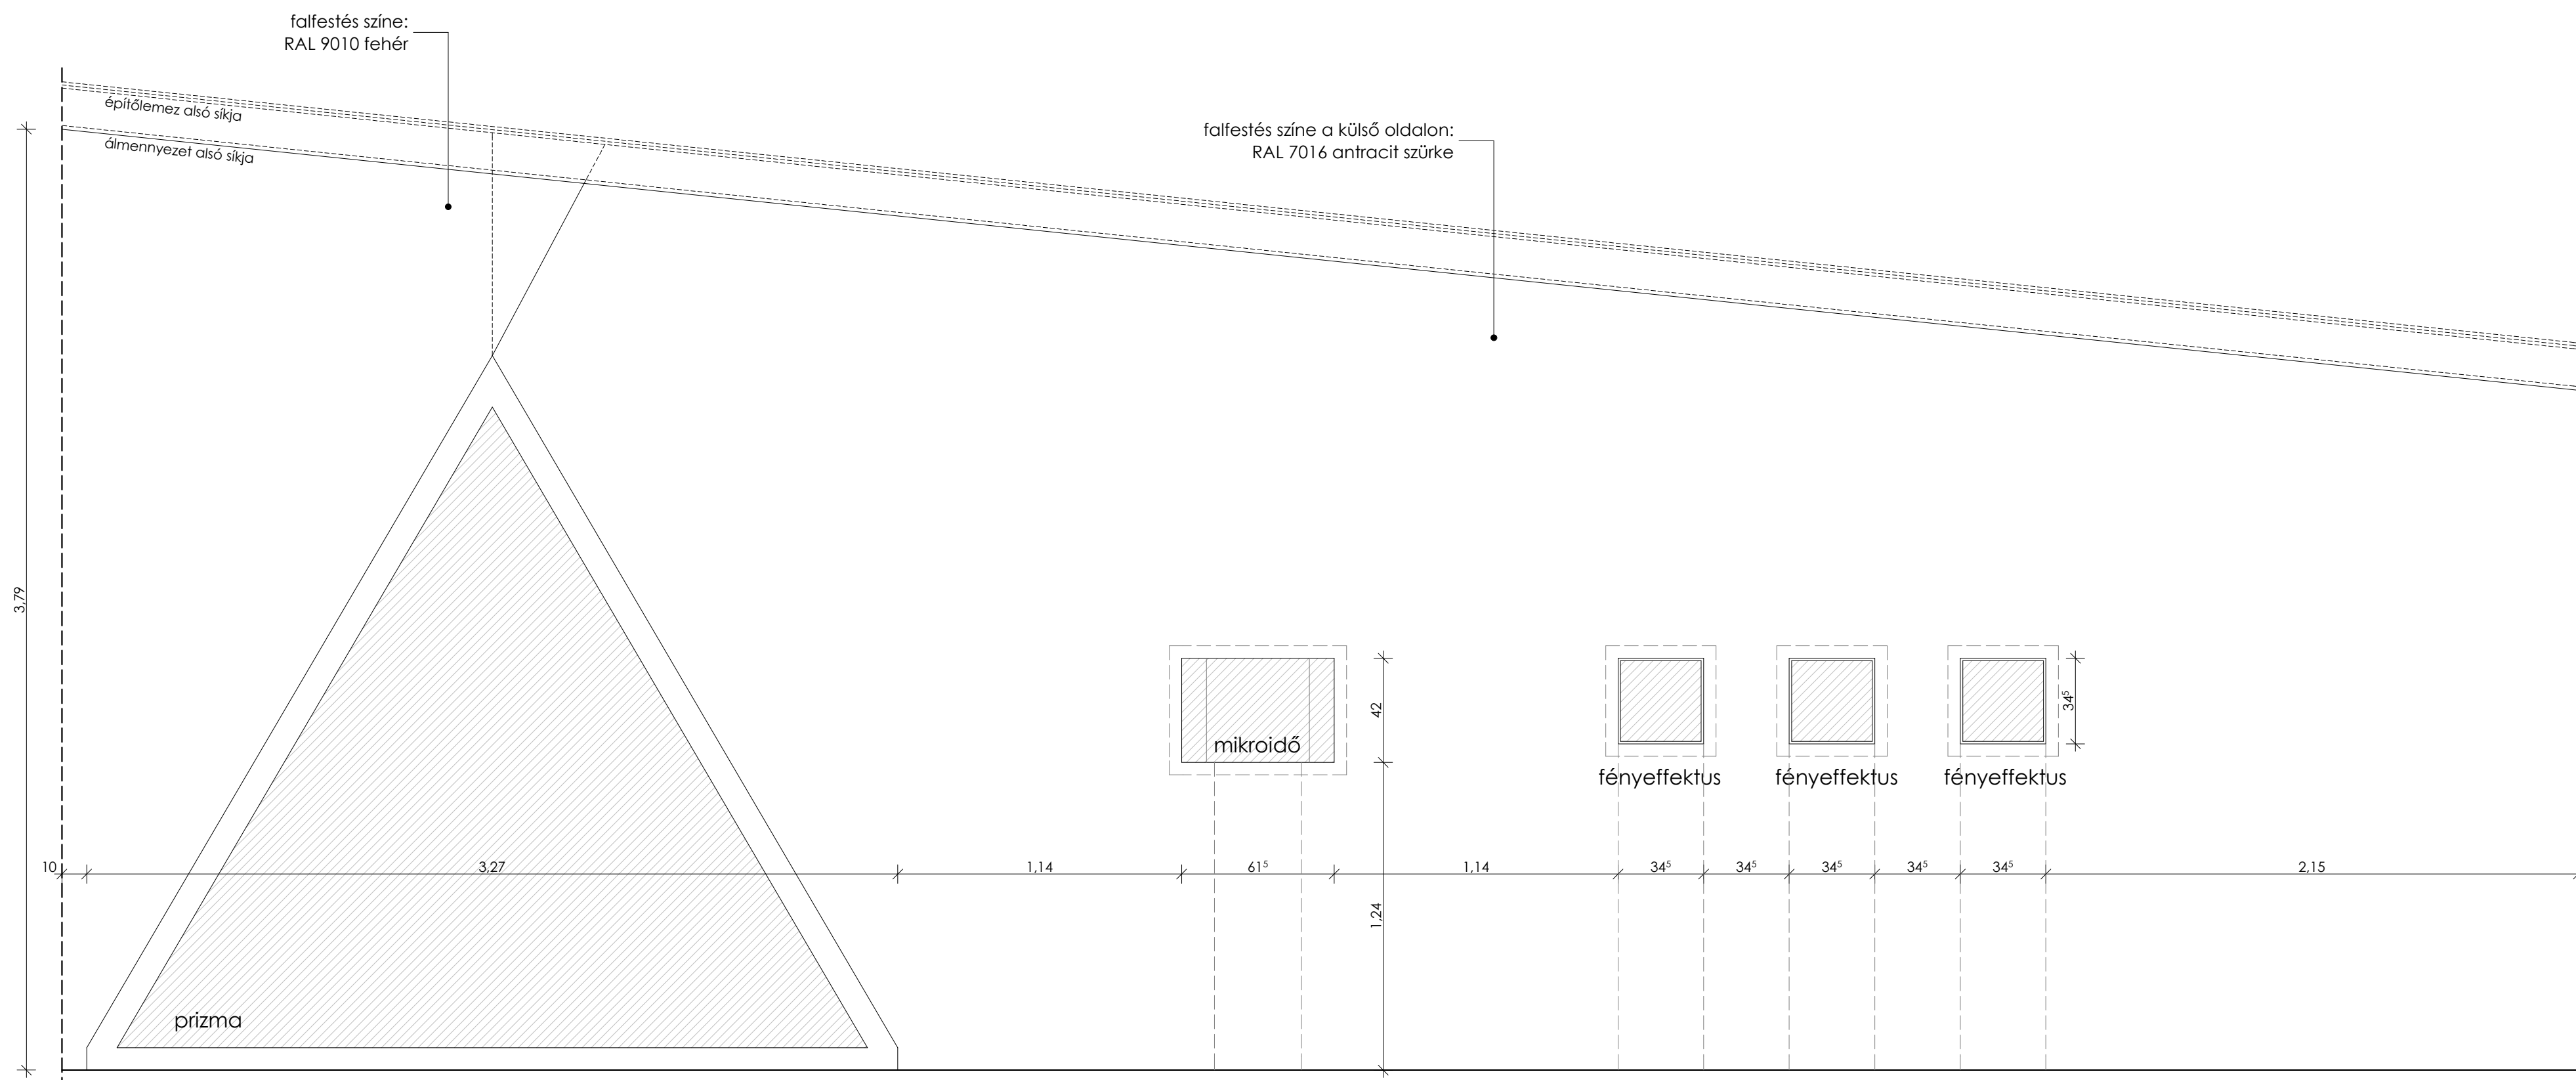 falfestés színe:
RAL 9010 fehér
építőlemez alsó síkja
álmennyezet alsó síkja
falfestés színe a külső oldalon:
RAL 7016 antracit szürke
3,79
42
34⁵
mikroidő
fényeffektus
fényeffektus
fényeffektus
10
3,27
1,14
61⁵
1,14
34⁵
34⁵
34⁵
34⁵
34⁵
2,15
1,24
prizma